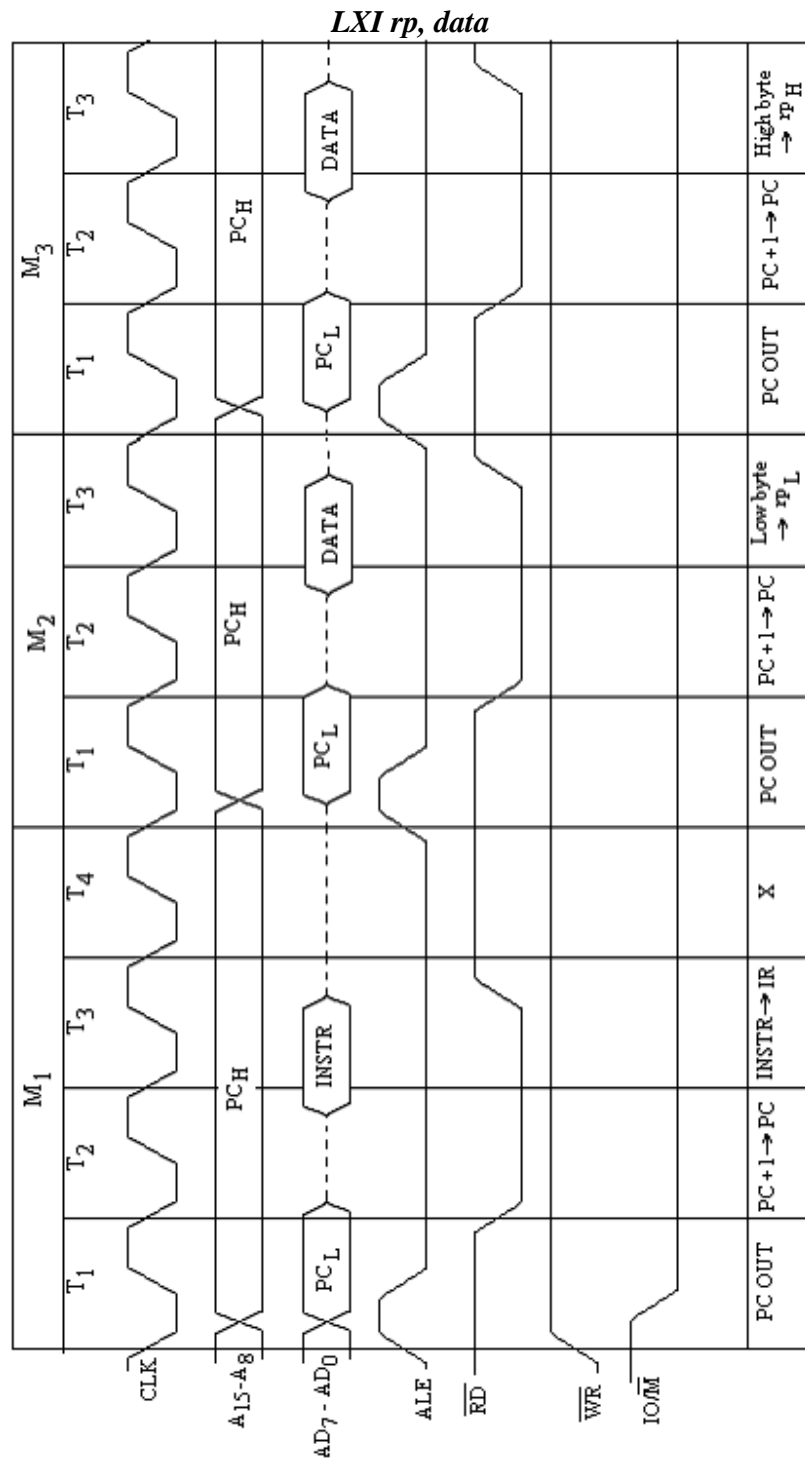 LXI rp, data
M1 M2 M3
T1 T2 T3 T4 T1 T2 T3 T1 T2 T3
CLK
A15-A8 PCH PCH PCH
AD7 - AD0 PCL INSTR PCL DATA PCL DATA
ALE
RD
WR
IO/M
PC OUT PC+1→PC INSTR→IR X PC OUT PC+1→PC Low byte → rpL PC OUT PC+1→PC High byte → rpH